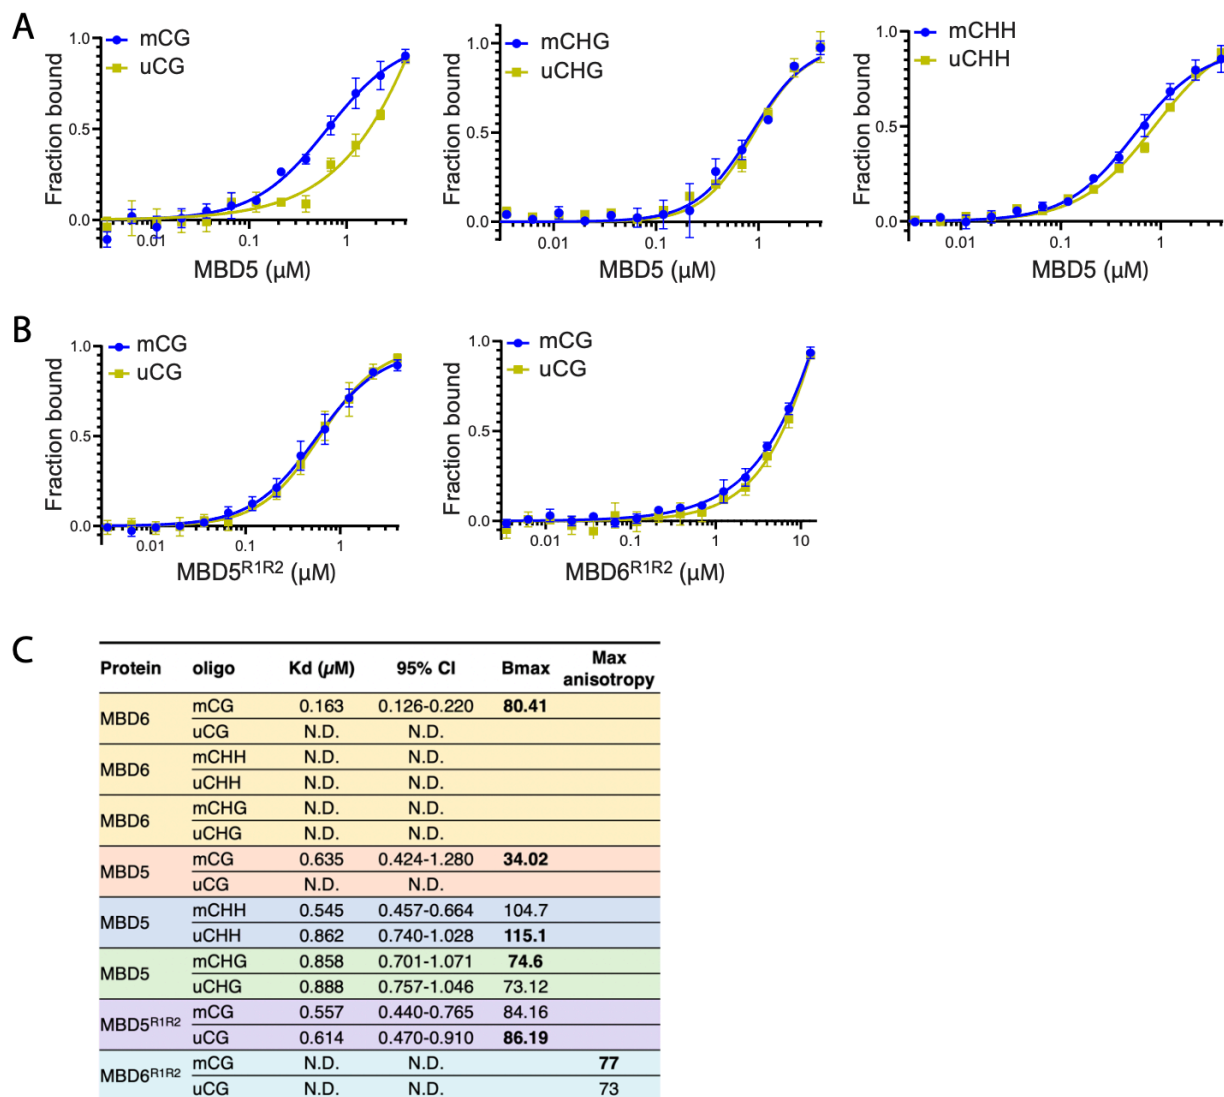 A
mCG
uCG
1.0
0.5
0.0
0.01
0.1
1
Fraction bound
MBD5 (µM)
mCHG
uCHG
1.0
0.5
0.0
0.01
0.1
1
Fraction bound
MBD5 (µM)
mCHH
uCHH
1.0
0.5
0.0
0.01
0.1
1
Fraction bound
MBD5 (µM)
B
mCG
uCG
1.0
0.5
0.0
0.01
0.1
1
Fraction bound
MBD5R1R2 (µM)
mCG
uCG
1.0
0.5
0.0
0.01
0.1
1
10
Fraction bound
MBD6R1R2 (µM)
C
Protein oligo Kd (µM) 95% CI Bmax Max anisotropy
MBD6 mCG 0.163 0.126-0.220 80.41
uCG N.D. N.D.
MBD6 mCHH N.D. N.D.
uCHH N.D. N.D.
MBD6 mCHG N.D. N.D.
uCHG N.D. N.D.
MBD5 mCG 0.635 0.424-1.280 34.02
uCG N.D. N.D.
MBD5 mCHH 0.545 0.457-0.664 104.7
uCHH 0.862 0.740-1.028 115.1
MBD5 mCHG 0.858 0.701-1.071 74.6
uCHG 0.888 0.757-1.046 73.12
MBD5R1R2 mCG 0.557 0.440-0.765 84.16
uCG 0.614 0.470-0.910 86.19
MBD6R1R2 mCG N.D. N.D. 77
uCG N.D. N.D. 73